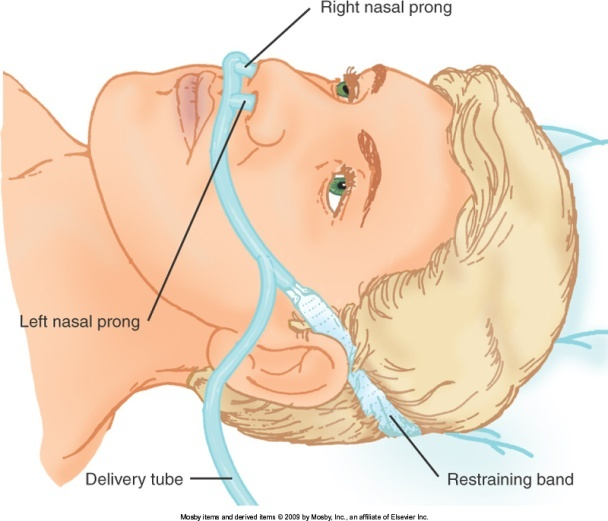 Right nasal prong
Left nasal prong
Delivery tube
Restraining band
Mosby items and derived items © 2009 by Mosby, Inc., an affiliate of Elsevier Inc.